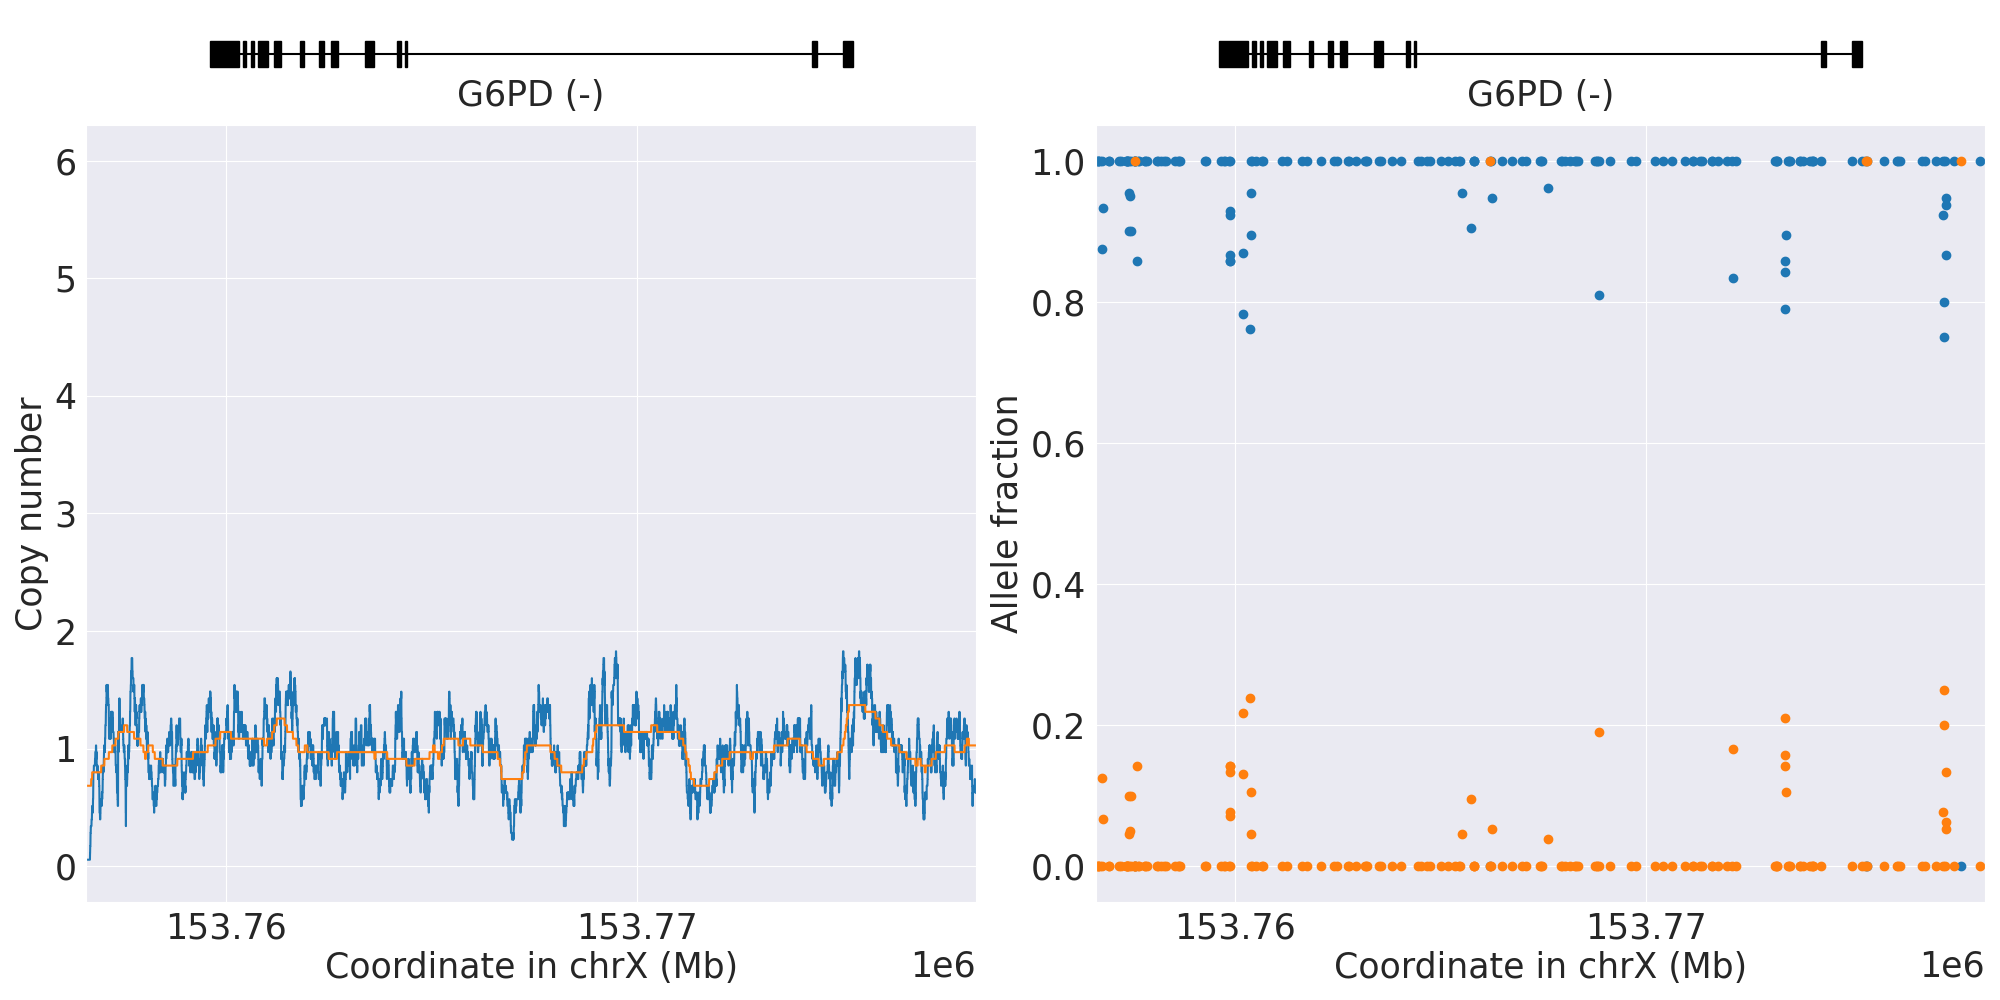 G6PD (-)
6
5
4
3
2
1
0
Copy number
153.76
153.77
Coordinate in chrX (Mb)
1e6
G6PD (-)
1.0
0.8
0.6
0.4
0.2
0.0
Allele fraction
153.76
153.77
Coordinate in chrX (Mb)
1e6